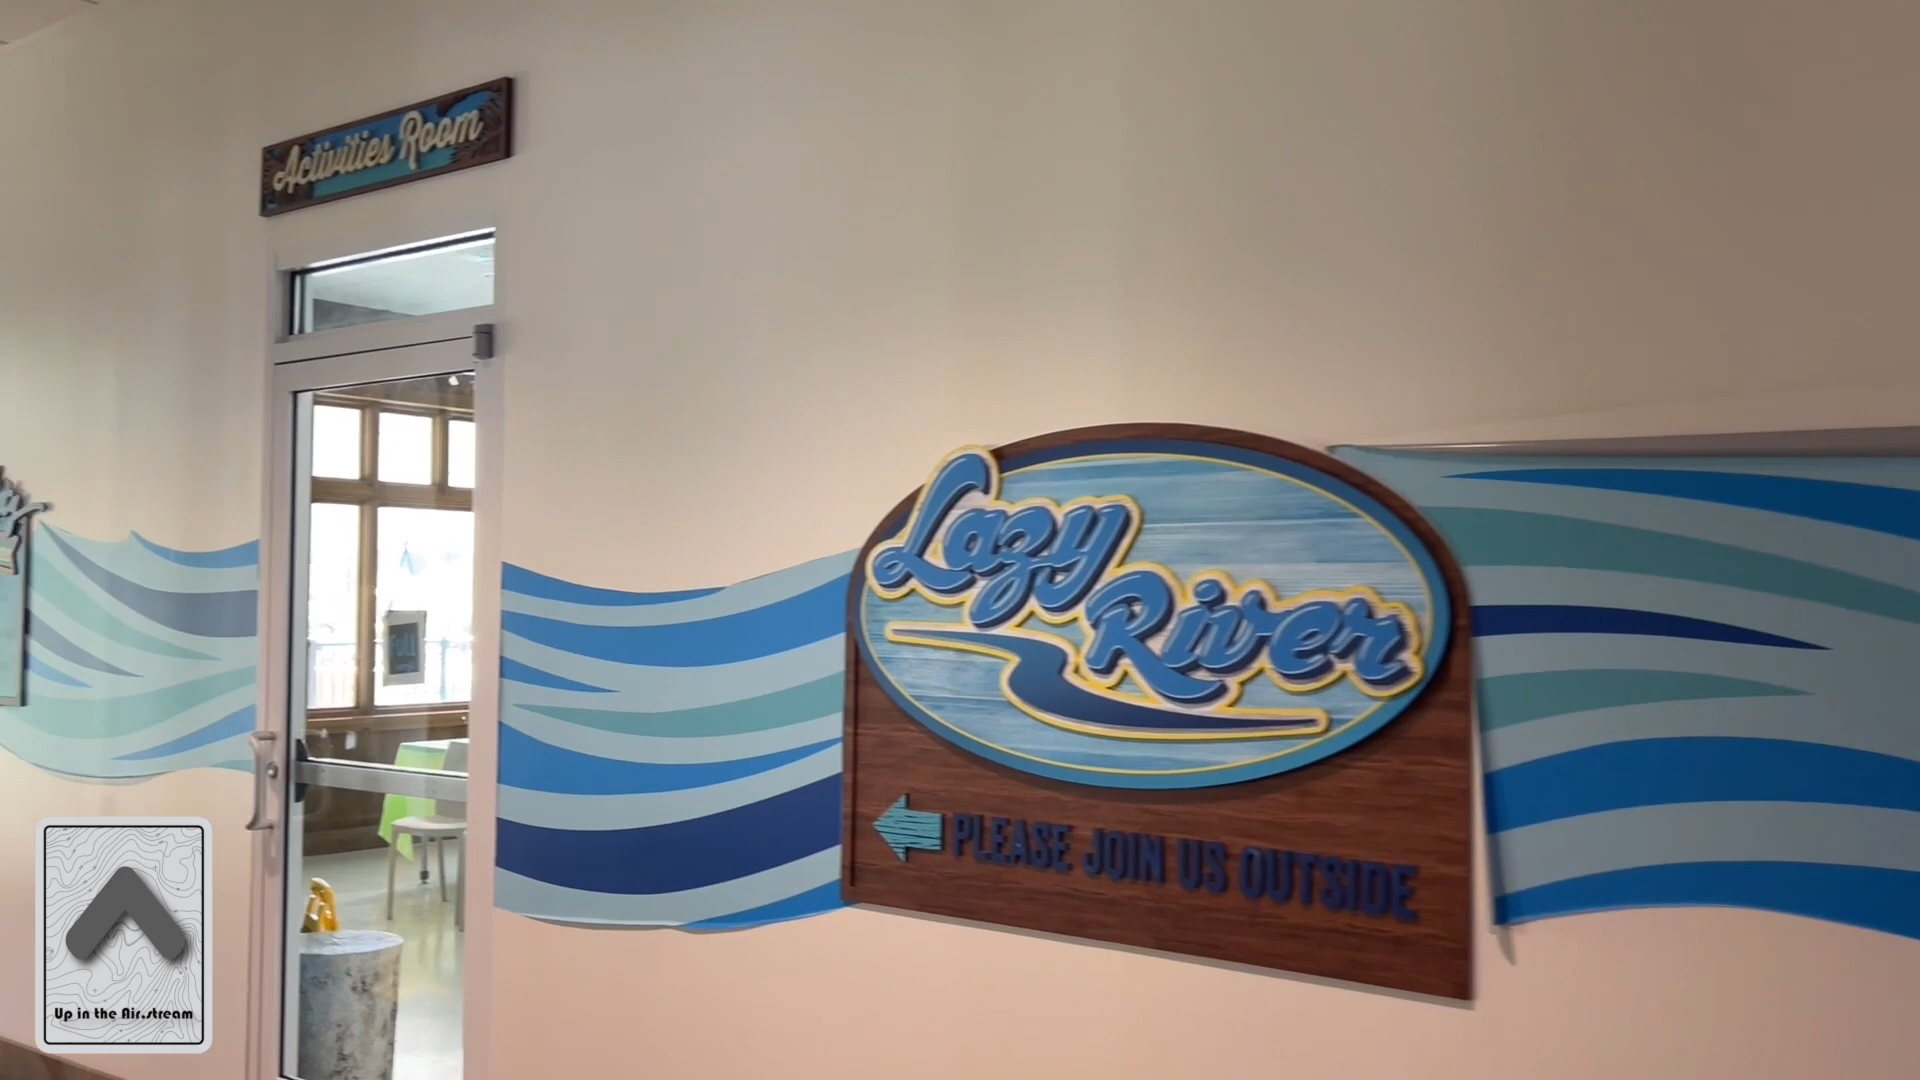 Activities Room
Lazy
River
PLEASE JOIN US OUTSIDE
Up in the Air.stream